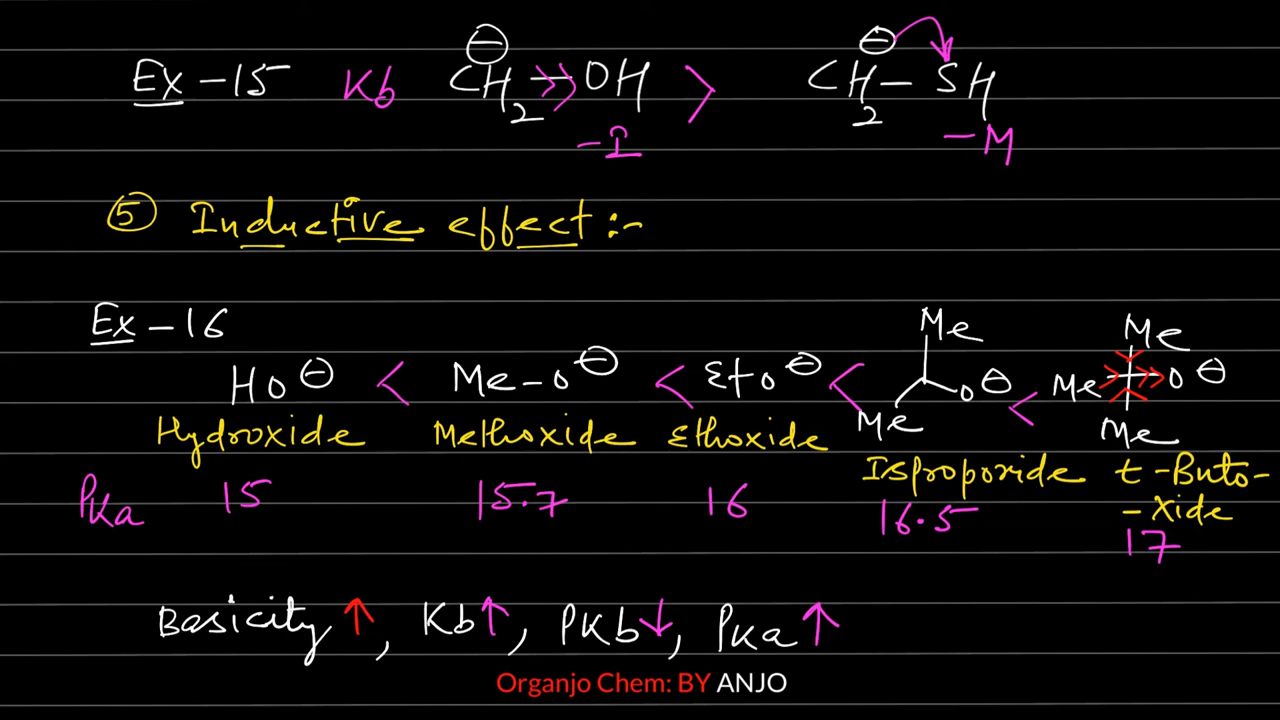 Ex - 15 Kb ⊖CH2 - OH > ⊖CH2 - SH
- I - M
⑤ Inductive effect :-
Ex - 16
HO⊖ < Me - O⊖ < EtO⊖ < Me Me O⊖ < Me Me Me O⊖
Hydroxide Methoxide Ethoxide Isproporide t - Buto-
- xide
PKa 15 15.7 16 16.5 17
Basicity ↑, Kb ↑, PKb ↓, PKa ↑
Organjo Chem: BY ANJO